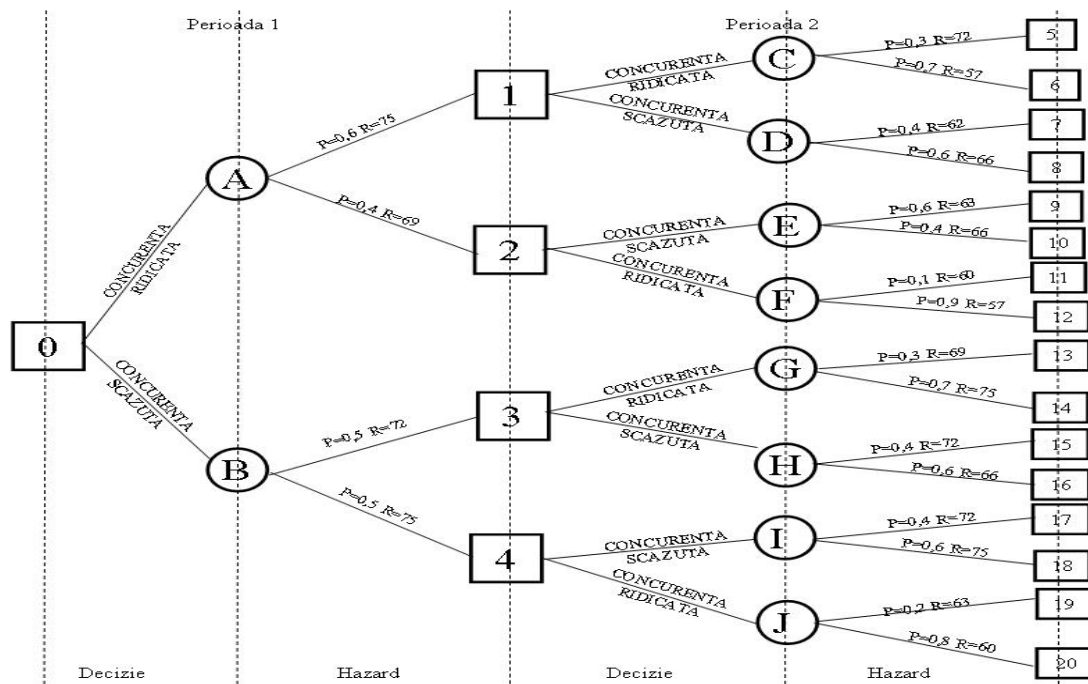 Perioada 1
Perioada 2
0
CONCURENTA
RIDICATA
CONCURENTA
SCAZUTA
A
B
P=0,6 R=75
P=0,4 R=69
P=0,5 R=72
P=0,5 R=75
1
2
3
4
CONCURENTA
RIDICATA
CONCURENTA
SCAZUTA
CONCURENTA
SCAZUTA
CONCURENTA
RIDICATA
CONCURENTA
RIDICATA
CONCURENTA
SCAZUTA
CONCURENTA
SCAZUTA
CONCURENTA
RIDICATA
C
D
E
F
G
H
I
J
P=0,3 R=72
P=0,7 R=57
P=0,4 R=62
P=0,6 R=66
P=0,6 R=63
P=0,4 R=66
P=0,1 R=60
P=0,9 R=57
P=0,3 R=69
P=0,7 R=75
P=0,4 R=72
P=0,6 R=66
P=0,4 R=72
P=0,6 R=75
P=0,2 R=63
P=0,8 R=60
5
6
7
8
9
10
11
12
13
14
15
16
17
18
19
20
Decizie
Hazard
Decizie
Hazard